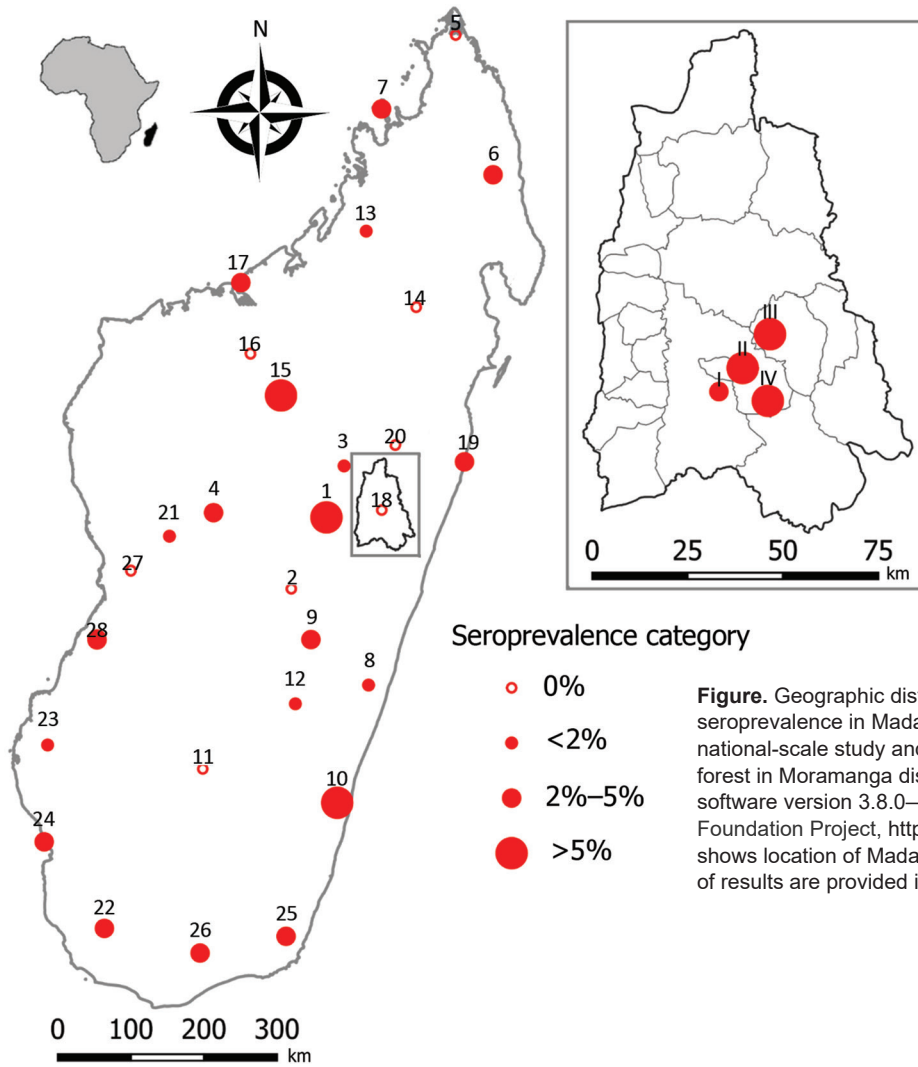 N
5
7
6
13
17
14
16
15
20
3
19
1
18
4
21
27
2
9
28
12
8
23
11
10
24
22
26
25
0 100 200 300
km
III
II
I
IV
0 25 50 75
km
Seroprevalence category
0%
<2%
2%–5%
>5%
Figure. Geographic dis
seroprevalence in Mada
national-scale study and
forest in Moramanga dis
software version 3.8.0–
Foundation Project, http
shows location of Madag
of results are provided i